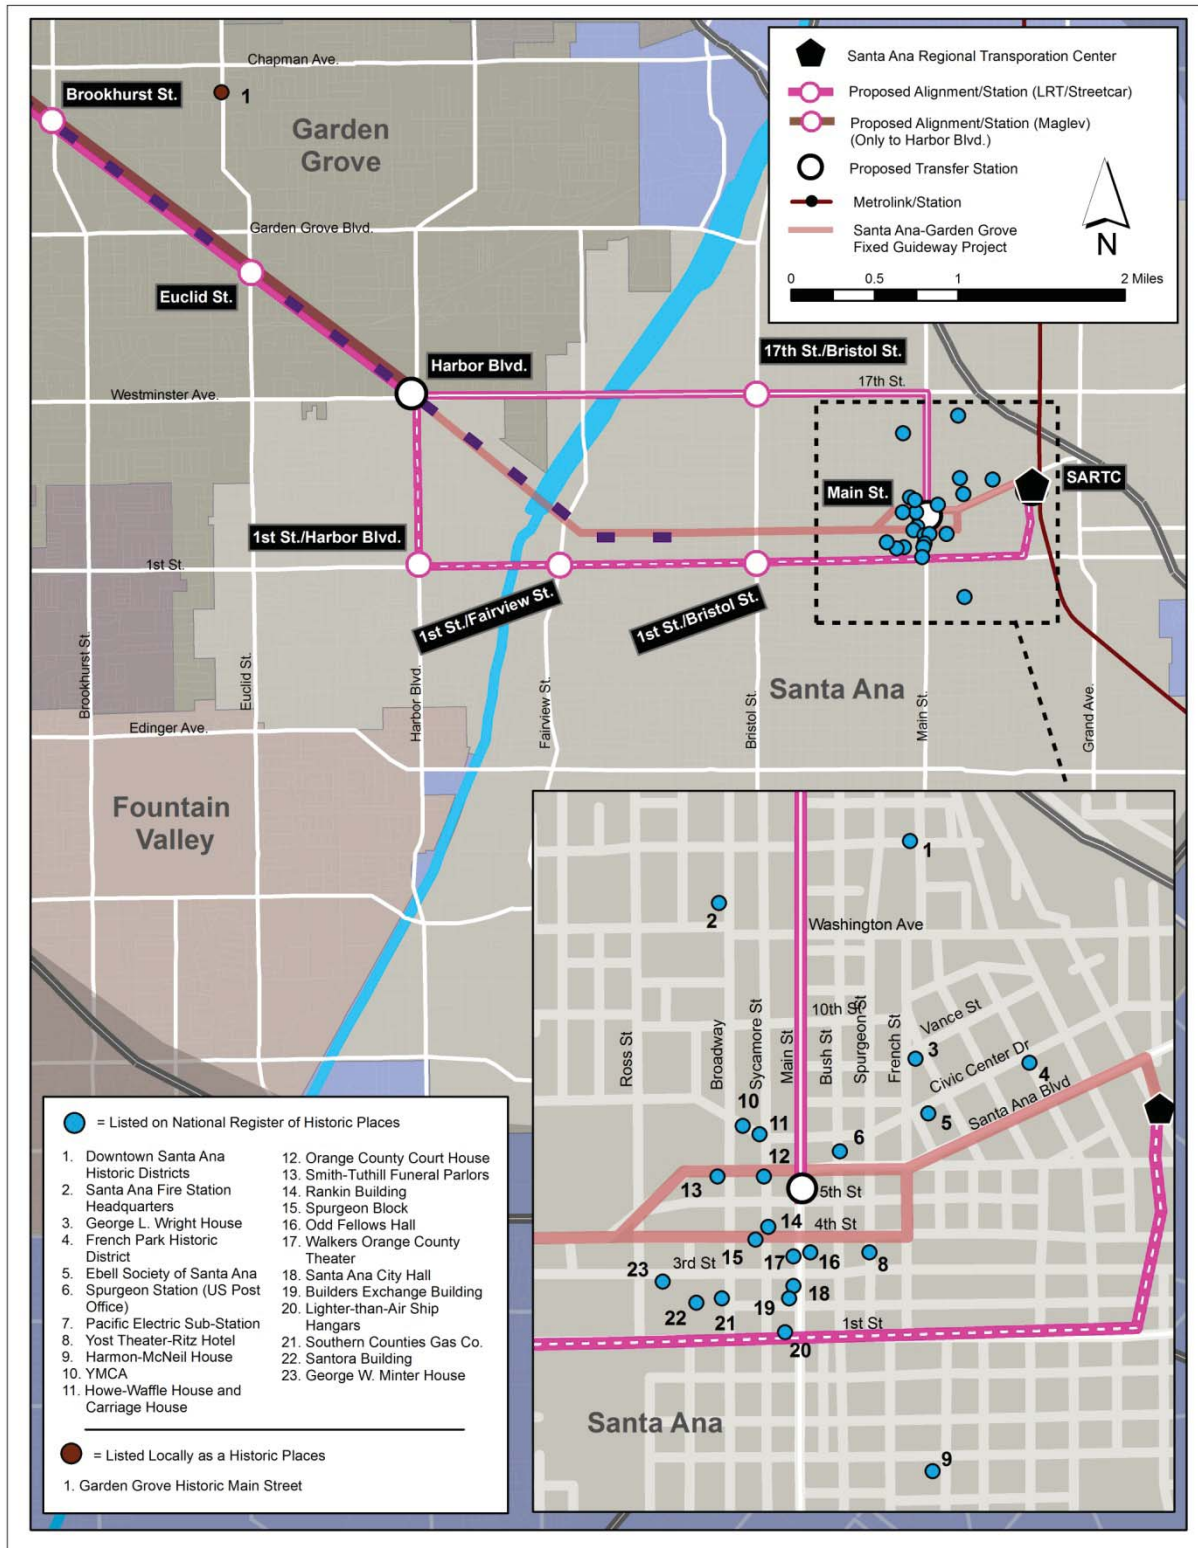 Chapman Ave.
Brookhurst St.
1
Garden
Grove
Garden Grove Blvd.
Euclid St.
Harbor Blvd.
17th St./Bristol St.
17th St.
Westminster Ave.
Main St.
SARTC
1st St./Harbor Blvd.
1st St.
1st St./Fairview St.
1st St./Bristol St.
Brookhurst St.
Euclid St.
Harbor Blvd.
Fairview St.
Bristol St.
Main St.
Grand Ave.
Santa Ana
Edinger Ave.
Fountain
Valley
Santa Ana Regional Transporation Center
Proposed Alignment/Station (LRT/Streetcar)
Proposed Alignment/Station (Maglev)
(Only to Harbor Blvd.)
Proposed Transfer Station
Metrolink/Station
Santa Ana-Garden Grove
Fixed Guideway Project
N
0 0.5 1 2 Miles
1
2
Washington Ave
10th St
Ross St
Broadway
Sycamore St
Main St
Bush St
Spurgeon St
French St
Vance St
Civic Center Dr
Santa Ana Blvd
3
4
5
10
11
12
6
13
5th St
14
4th St
15
3rd St
17
16
8
23
22
21
19
18
1st St
20
Santa Ana
9
= Listed on National Register of Historic Places
1. Downtown Santa Ana
Historic Districts
2. Santa Ana Fire Station
Headquarters
3. George L. Wright House
4. French Park Historic
District
5. Ebell Society of Santa Ana
6. Spurgeon Station (US Post
Office)
7. Pacific Electric Sub-Station
8. Yost Theater-Ritz Hotel
9. Harmon-McNeil House
10. YMCA
11. Howe-Waffle House and
Carriage House
12. Orange County Court House
13. Smith-Tuthill Funeral Parlors
14. Rankin Building
15. Spurgeon Block
16. Odd Fellows Hall
17. Walkers Orange County
Theater
18. Santa Ana City Hall
19. Builders Exchange Building
20. Lighter-than-Air Ship
Hangars
21. Southern Counties Gas Co.
22. Santora Building
23. George W. Minter House
= Listed Locally as a Historic Places
1. Garden Grove Historic Main Street